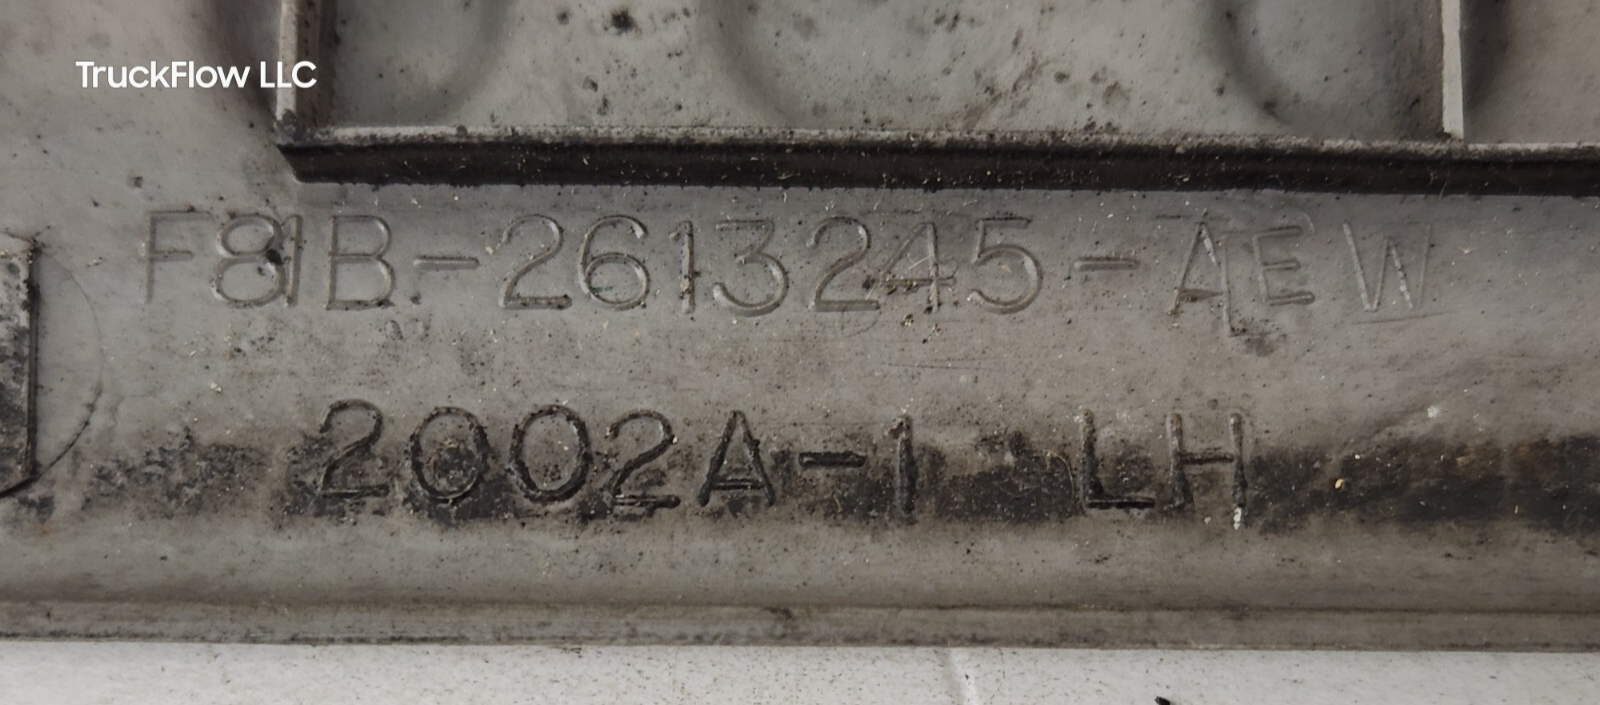 TruckFlow LLC
F81B-2613245-AEW
2002A-1 LH